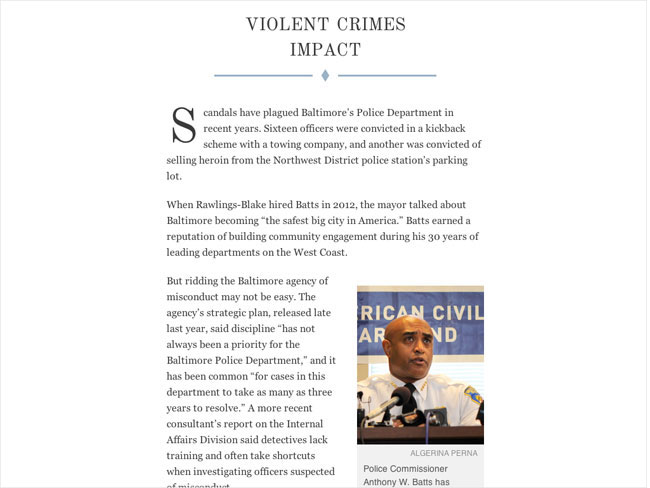 VIOLENT CRIMES
IMPACT
Scandals have plagued Baltimore's Police Department in
recent years. Sixteen officers were convicted in a kickback
scheme with a towing company, and another was convicted of
selling heroin from the Northwest District police station's parking
lot.
When Rawlings-Blake hired Batts in 2012, the mayor talked about
Baltimore becoming “the safest big city in America.” Batts earned a
reputation of building community engagement during his 30 years of
leading departments on the West Coast.
But ridding the Baltimore agency of
misconduct may not be easy. The
agency's strategic plan, released late
last year, said discipline “has not
always been a priority for the
Baltimore Police Department,” and it
has been common “for cases in this
department to take as many as three
years to resolve.” A more recent
consultant's report on the Internal
Affairs Division said detectives lack
training and often take shortcuts
when investigating officers suspected
of misconduct.
RICAN CIVIL
AR AND
ALGERINA PERNA
Police Commissioner
Anthony W. Batts has